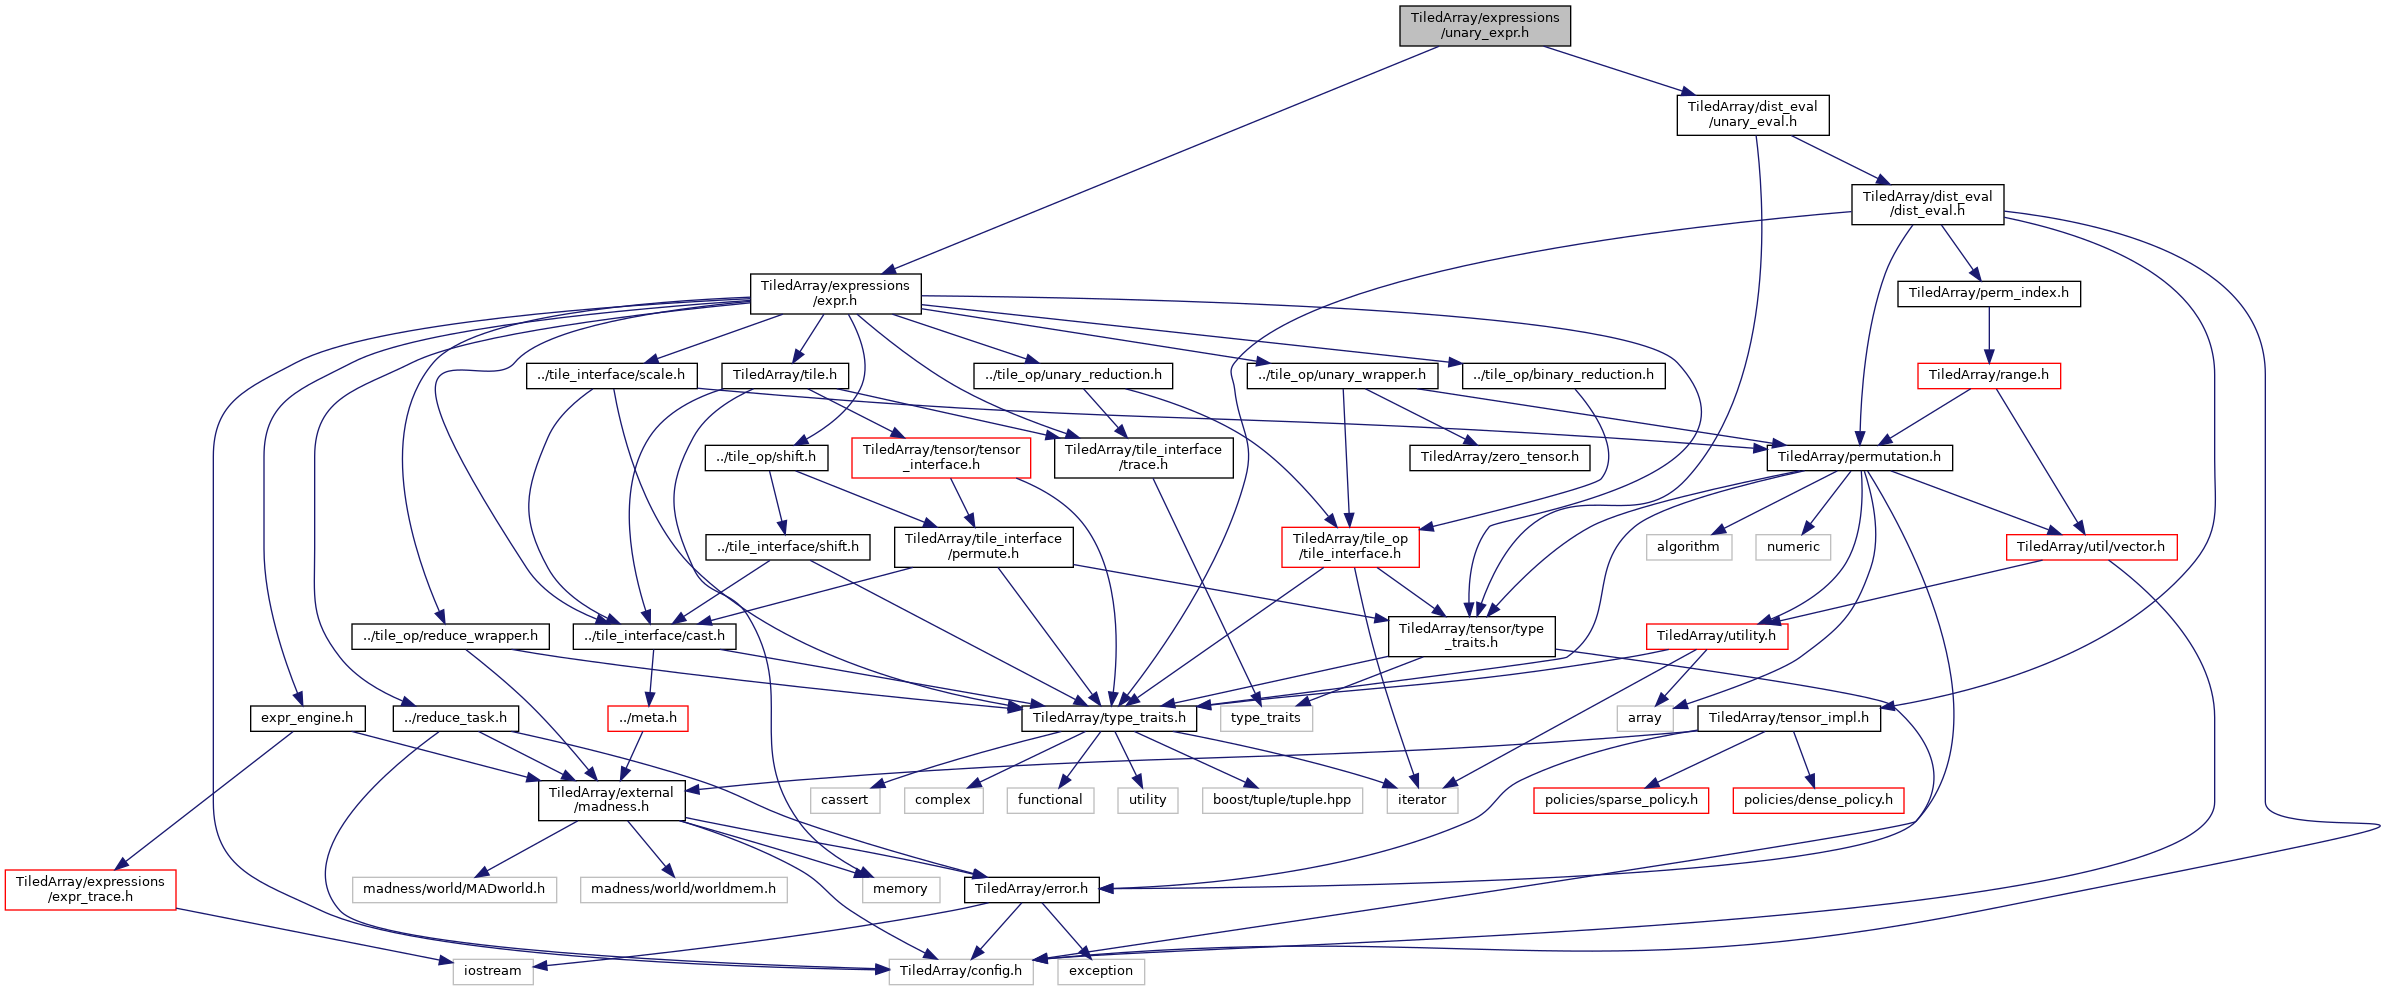 TiledArray/expressions
/unary_expr.h
TiledArray/dist_eval
/unary_eval.h
TiledArray/dist_eval
/dist_eval.h
TiledArray/expressions
/expr.h
TiledArray/perm_index.h
../tile_interface/scale.h
TiledArray/tile.h
../tile_op/unary_reduction.h
../tile_op/unary_wrapper.h
../tile_op/binary_reduction.h
TiledArray/range.h
../tile_op/shift.h
TiledArray/tensor/tensor
_interface.h
TiledArray/tile_interface
/trace.h
TiledArray/zero_tensor.h
TiledArray/permutation.h
../tile_interface/shift.h
TiledArray/tile_interface
/permute.h
TiledArray/tile_op
/tile_interface.h
algorithm
numeric
TiledArray/util/vector.h
../tile_op/reduce_wrapper.h
../tile_interface/cast.h
TiledArray/tensor/type
_traits.h
TiledArray/utility.h
expr_engine.h
../reduce_task.h
../meta.h
TiledArray/type_traits.h
type_traits
array
TiledArray/tensor_impl.h
TiledArray/external
/madness.h
cassert
complex
functional
utility
boost/tuple/tuple.hpp
iterator
policies/sparse_policy.h
policies/dense_policy.h
TiledArray/expressions
/expr_trace.h
madness/world/MADworld.h
madness/world/worldmem.h
memory
TiledArray/error.h
iostream
TiledArray/config.h
exception